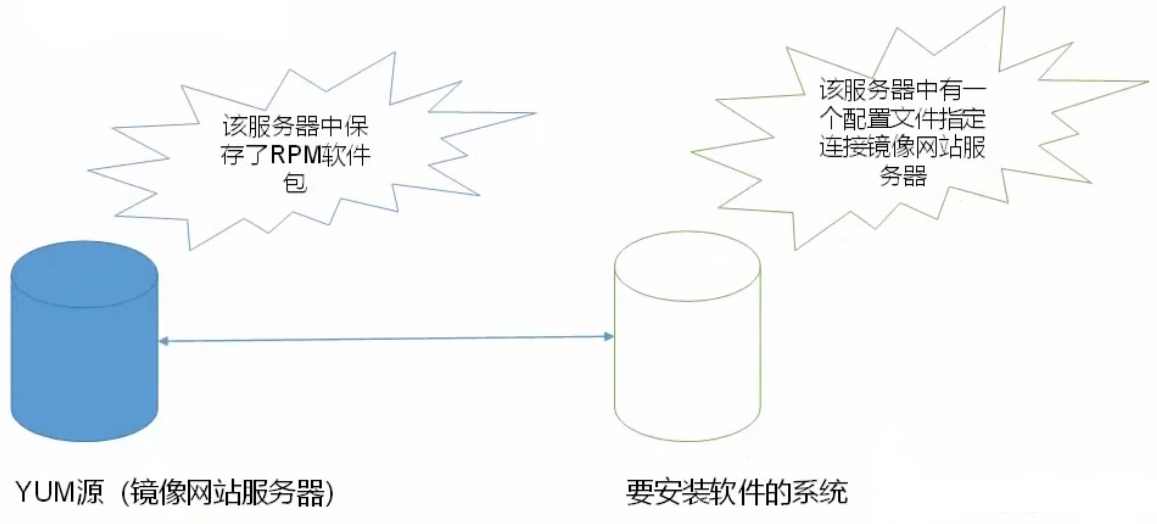 该服务器中保
存了RPM软件
包
该服务器中有一
个配置文件指定
连接镜像网站服
务器
YUM源（镜像网站服务器）
要安装软件的系统